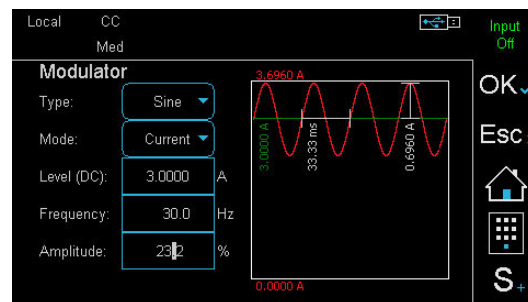 Local CC
Med
Input
Off
Modulator
Type: Sine
Mode: Current
Level (DC): 3.0000 A
Frequency: 30.0 Hz
Amplitude: 23.2 %
3.6960 A
3.0000 A
33.33 ms
0.6960 A
0.0000 A
OK
Esc
S+